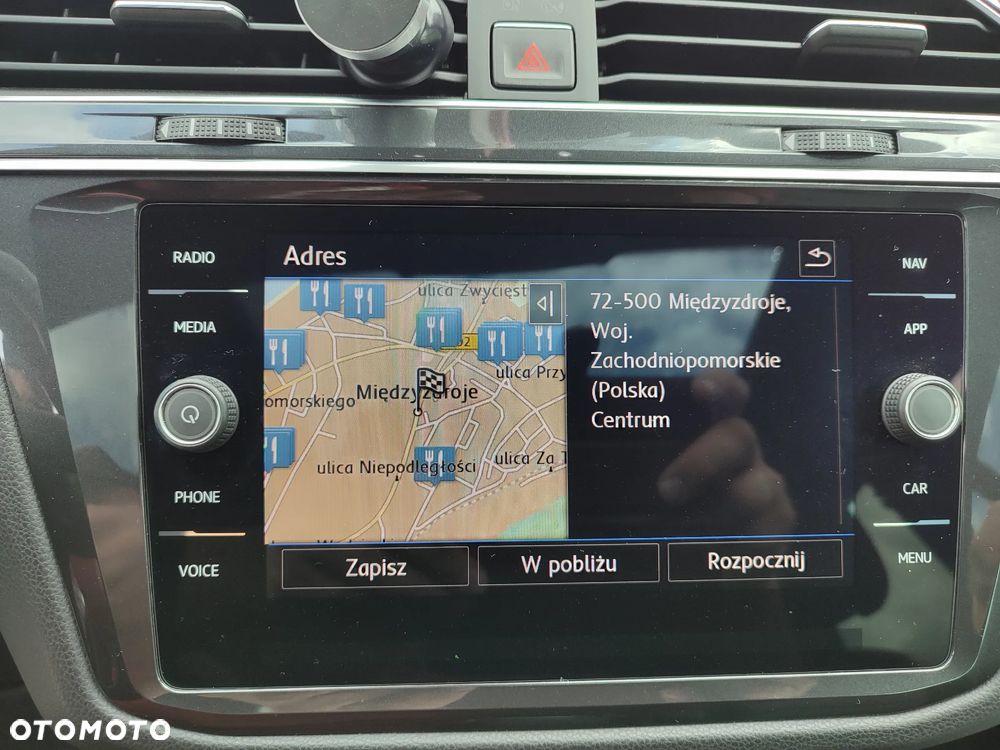 RADIO
MEDIA
PHONE
VOICE
Adres
ulica Zwycięst
02
ulica Przy
omorskiego
Międzyzdroje
ulica Niepodległości
ulica Za T
72-500 Międzyzdroje,
Woj.
Zachodniopomorskie
(Polska)
Centrum
Zapisz
W pobliżu
Rozpocznij
NAV
APP
CAR
MENU
OTOMOTO